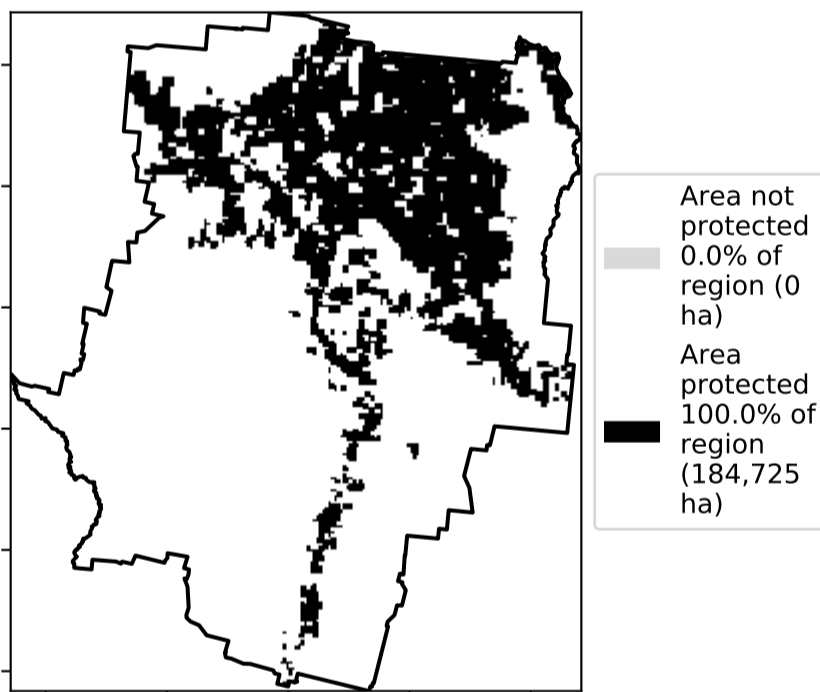 Area not
protected
0.0% of
region (0
ha)
Area
protected
100.0% of
region
(184,725
ha)